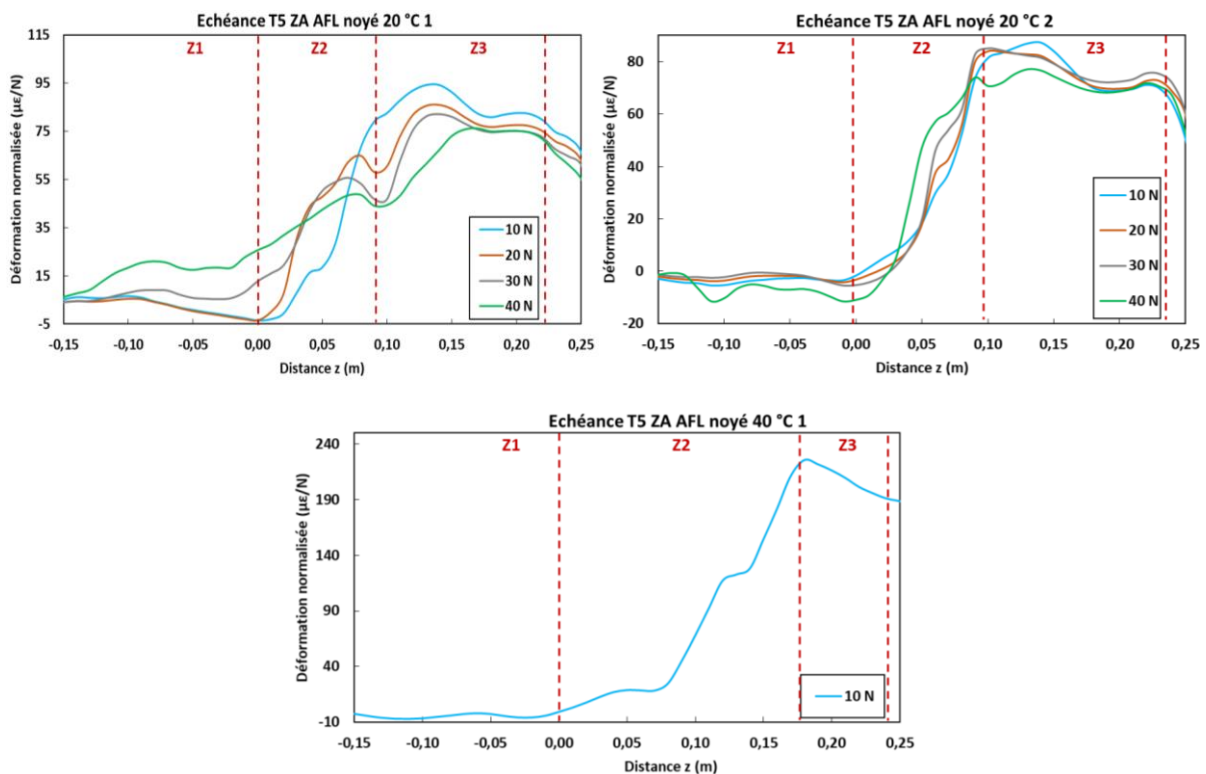 Echéance T5 ZA AFL noyé 20 °C 1
115
95
75
55
35
15
-5
Déformation normalisée (µε/N)
Z1
Z2
Z3
10 N
20 N
30 N
40 N
-0,15 -0,10 -0,05 0,00 0,05 0,10 0,15 0,20 0,25
Distance z (m)
Echéance T5 ZA AFL noyé 20 °C 2
80
60
40
20
0
-20
Déformation normalisée (µε/N)
Z1
Z2
Z3
10 N
20 N
30 N
40 N
-0,15 -0,10 -0,05 0,00 0,05 0,10 0,15 0,20 0,25
Distance z (m)
Echéance T5 ZA AFL noyé 40 °C 1
240
190
140
90
40
-10
Déformation normalisée (µε/N)
Z1
Z2
Z3
10 N
-0,15 -0,10 -0,05 0,00 0,05 0,10 0,15 0,20 0,25
Distance z (m)